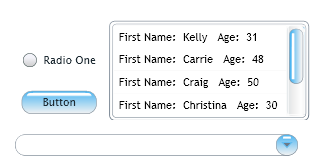 Radio One
Button
First Name: Kelly Age: 31
First Name: Carrie Age: 48
First Name: Craig Age: 50
First Name: Christina Age: 30